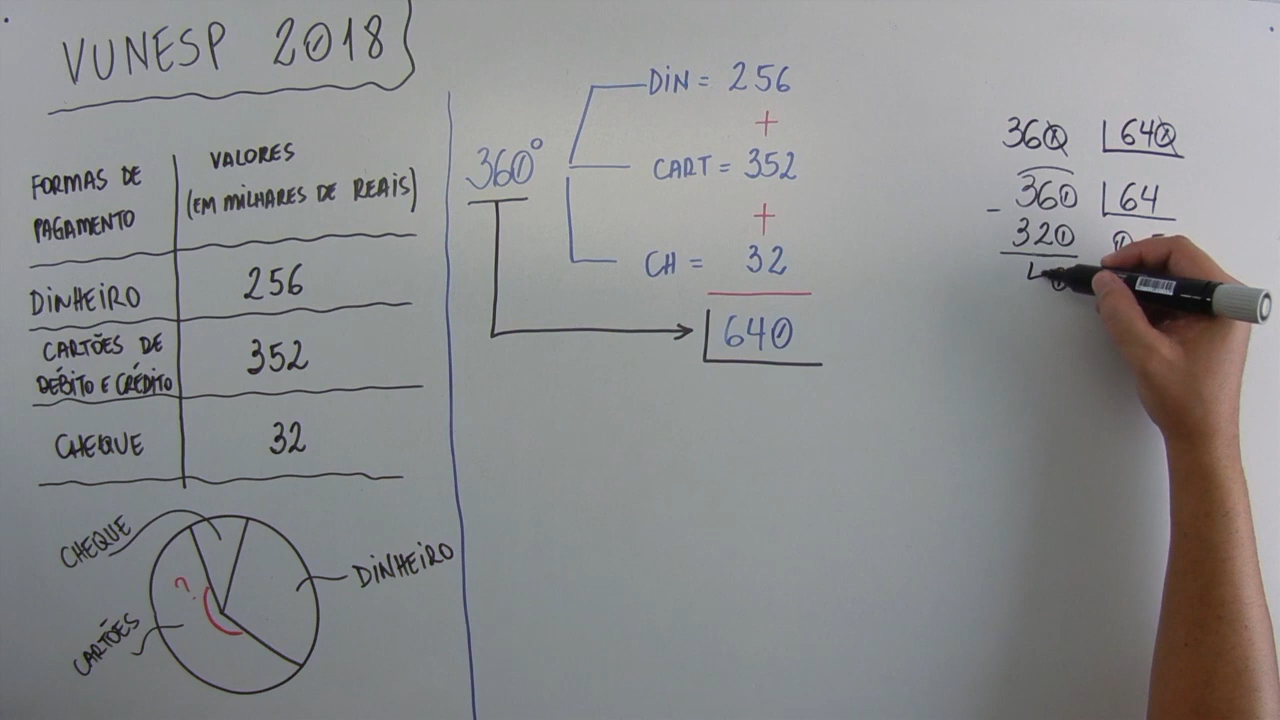 VUNESP 2018
FORMAS DE
PAGAMENTO
VALORES
(EM MILHARES DE REAIS)
DINHEIRO
256
CARTÕES DE
DÉBITO E CRÉDITO
352
CHEQUE
32
CHEQUE
DINHEIRO
?
CARTÕES
360°
DIN = 256
+
CART = 352
+
CH = 32
640
360 640
360 64
- 320